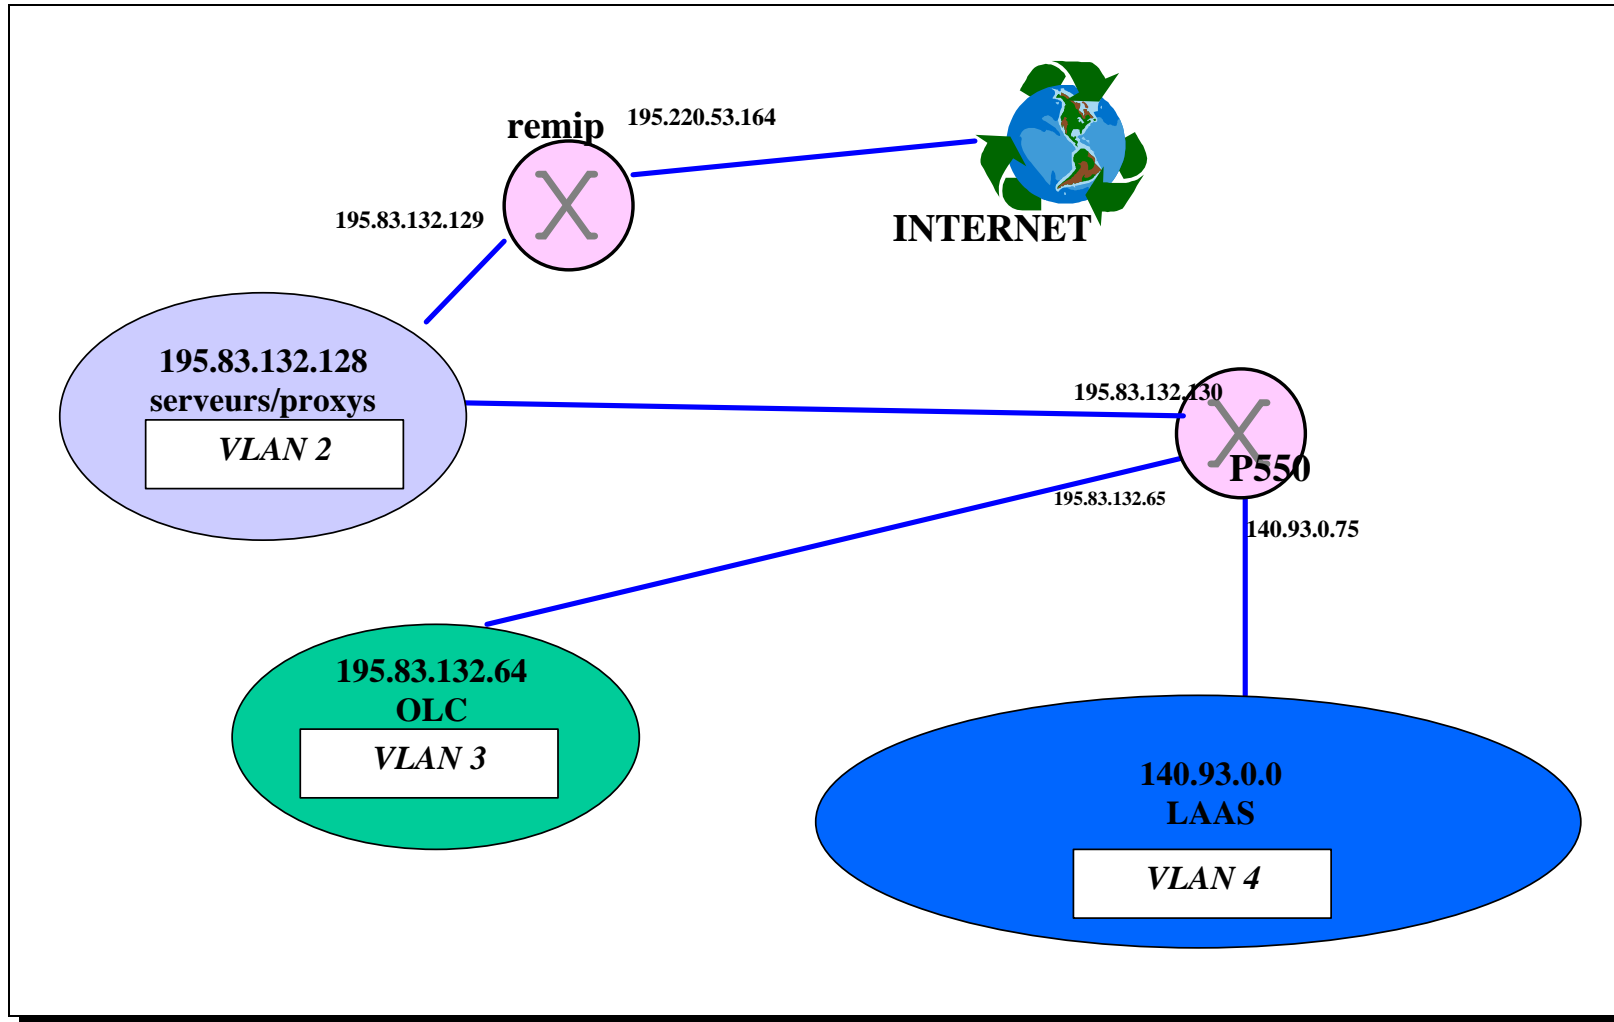 remip
195.220.53.164
195.83.132.129
INTERNET
195.83.132.128
serveurs/proxys
VLAN 2
195.83.132.130
P550
195.83.132.65
140.93.0.75
195.83.132.64
OLC
VLAN 3
140.93.0.0
LAAS
VLAN 4